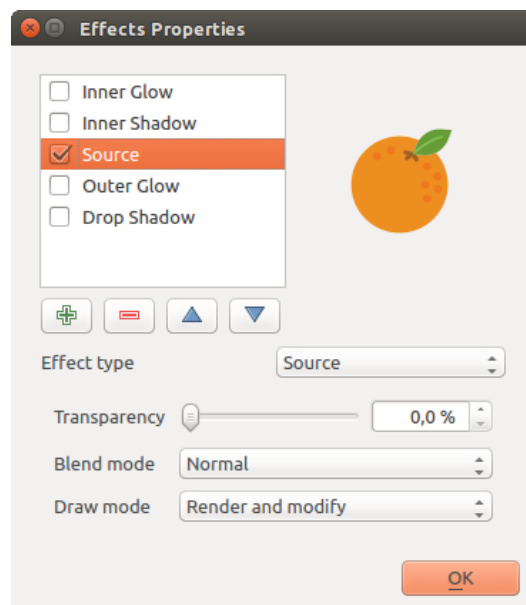 Effects Properties
Inner Glow
Inner Shadow
Source
Outer Glow
Drop Shadow
Effect type Source
Transparency 0,0 %
Blend mode Normal
Draw mode Render and modify
OK